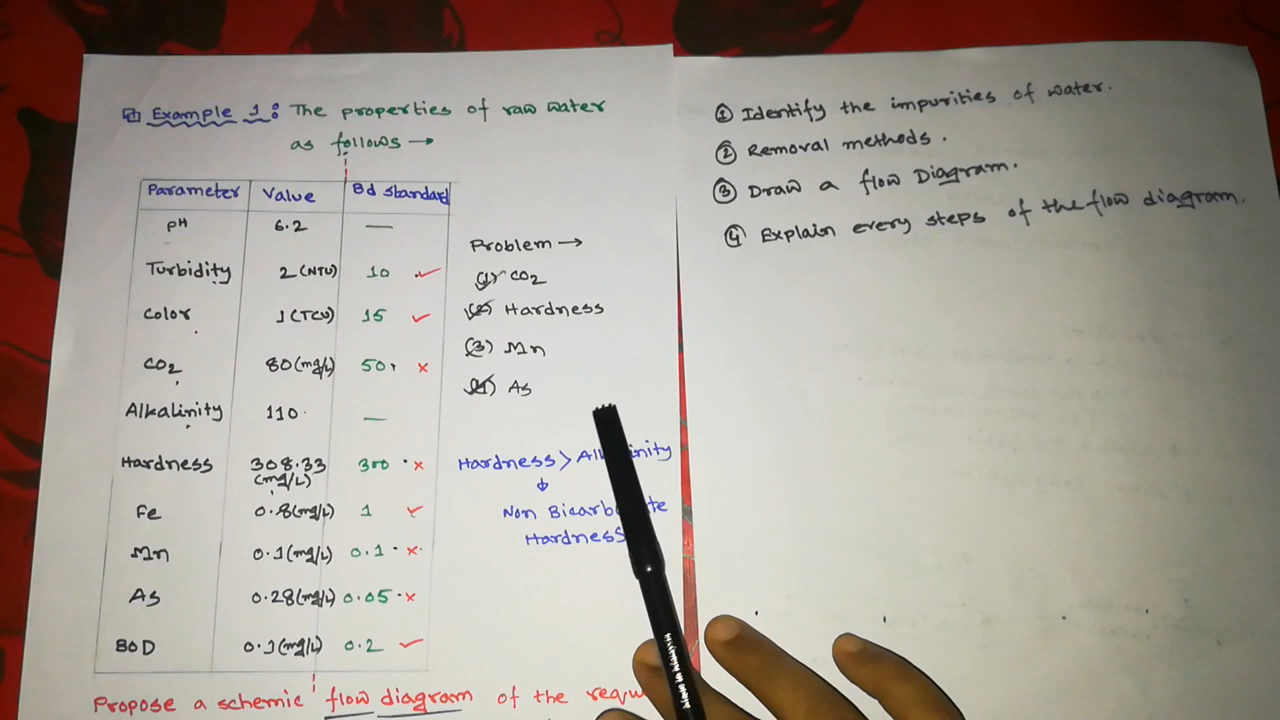 Example 1: The properties of raw water
as follows →
Parameter Value Bd standard
pH 6.2 —
Turbidity 2 (NTU) 10 ✓
Color 1 (TCU) 15 ✓
CO2 80 (mg/L) 50 ×
Alkalinity 110 —
Hardness 308.33 (mg/L) 300 ×
Fe 0.8 (mg/L) 1 ✓
Mn 0.1 (mg/L) 0.1 ×
As 0.28 (mg/L) 0.05 ×
BOD 0.1 (mg/L) 0.2 ✓
Propose a schemic flow diagram of the
Problem →
(1) CO2
(2) Hardness
(3) Mn
(4) As
Hardness >
↓
Non
Hardness
① Identify the impurities of water.
② Removal methods.
③ Draw a flow Diagram.
④ Explain every steps of the flow diagram.